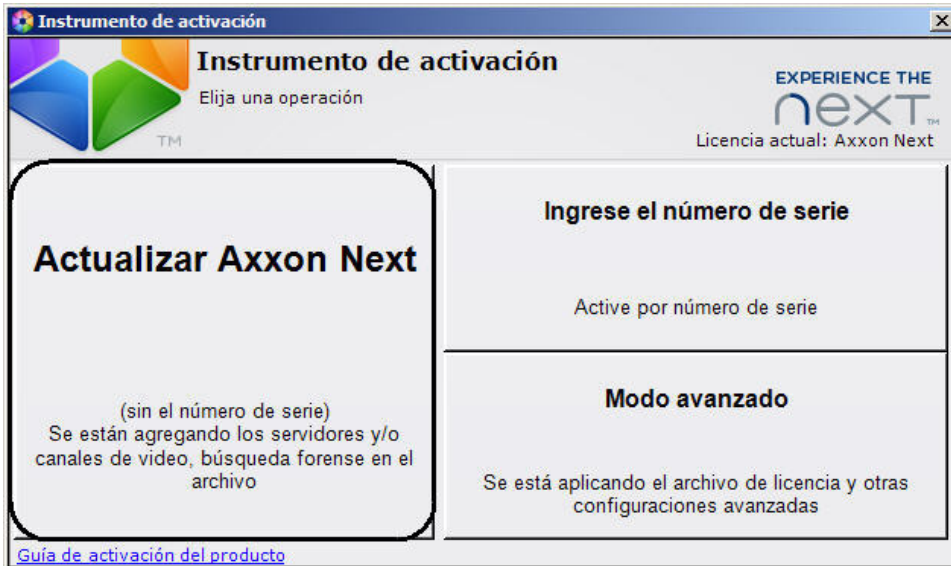 Instrumento de activación
Instrumento de activación
Elija una operación
TM
EXPERIENCE THE
next TM
Licencia actual: Axxon Next
Actualizar Axxon Next
(sin el número de serie)
Se están agregando los servidores y/o
canales de video, búsqueda forense en el
archivo
Ingrese el número de serie
Active por número de serie
Modo avanzado
Se está aplicando el archivo de licencia y otras
configuraciones avanzadas
Guía de activación del producto